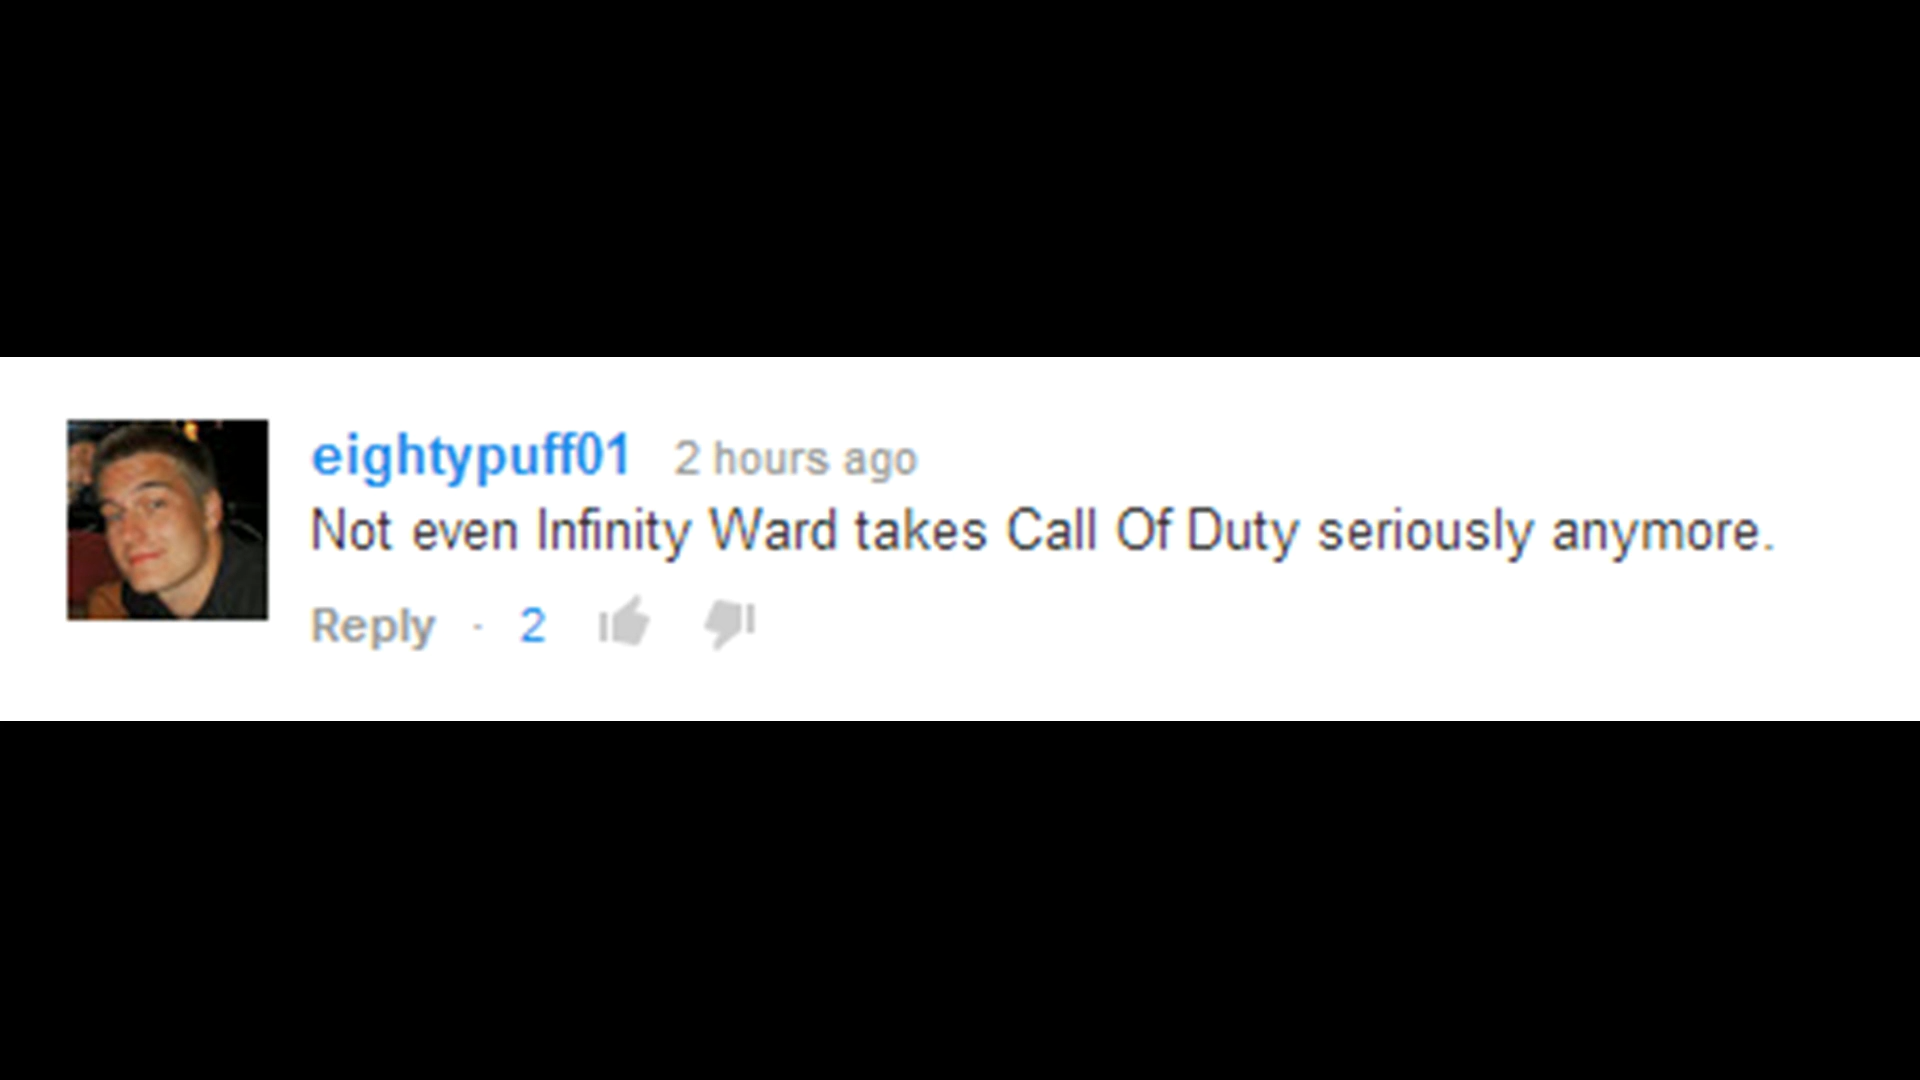 eightypuff01 2 hours ago
Not even Infinity Ward takes Call Of Duty seriously anymore.
Reply · 2